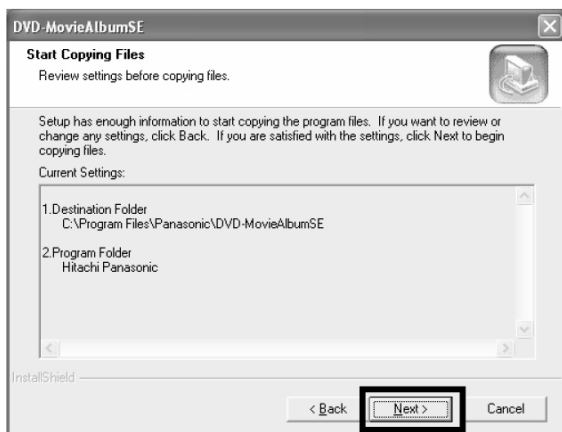 DVD-MovieAlbumSE
Start Copying Files
Review settings before copying files.
Setup has enough information to start copying the program files. If you want to review or
change any settings, click Back. If you are satisfied with the settings, click Next to begin
copying files.
Current Settings:
1.Destination Folder
C:\Program Files\Panasonic\DVD-MovieAlbumSE
2.Program Folder
Hitachi Panasonic
InstallShield
< Back
Next >
Cancel